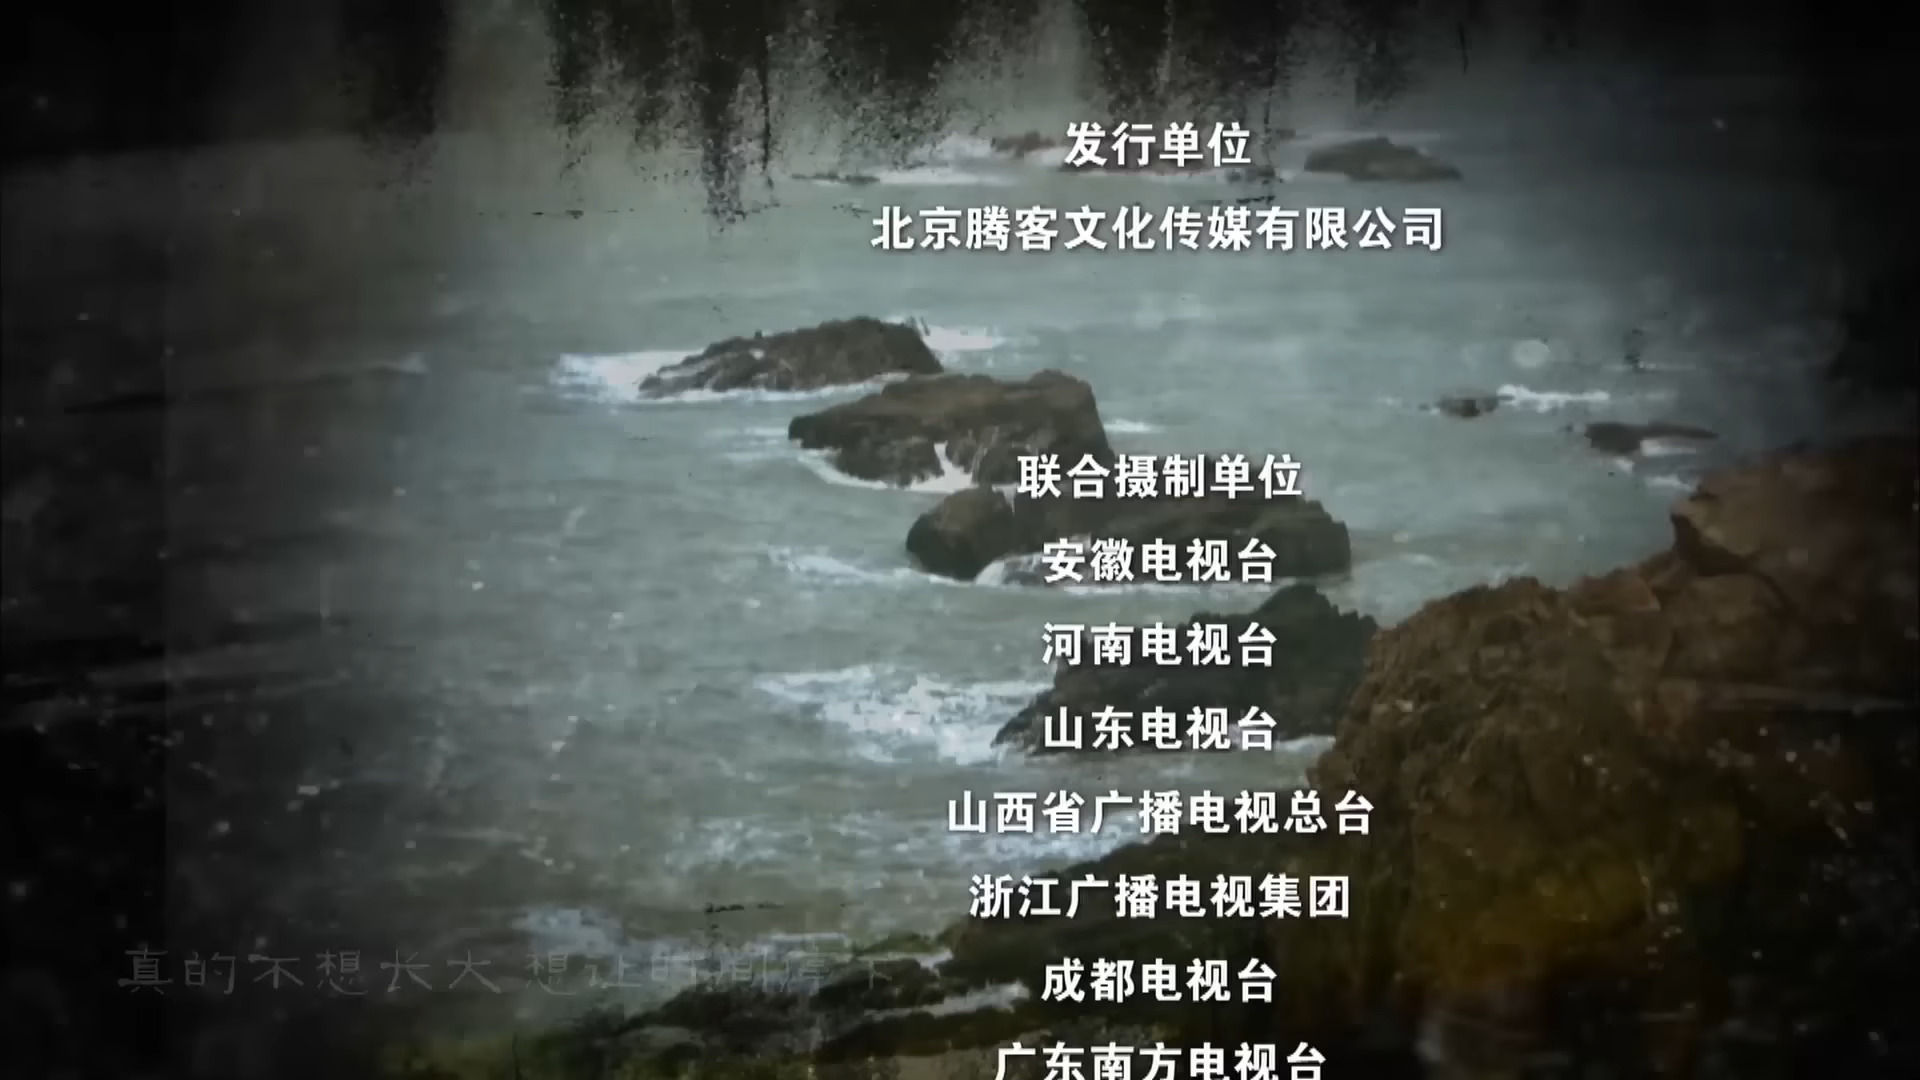 发行单位
北京腾客文化传媒有限公司
联合摄制单位
安徽电视台
河南电视台
山东电视台
山西省广播电视总台
浙江广播电视集团
成都电视台
广东南方电视台
真的不想长大 想让时间停下